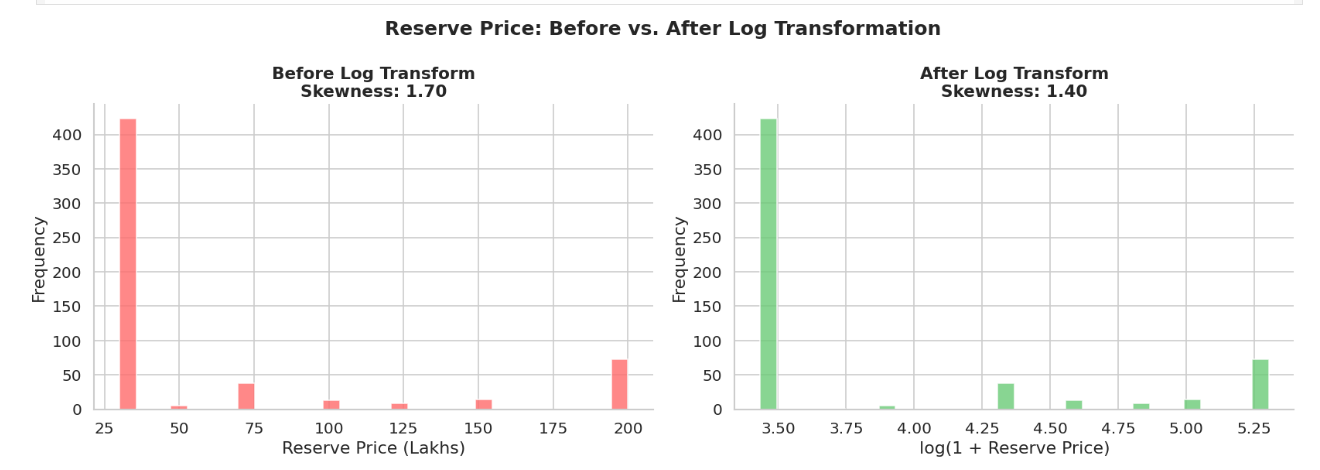 Reserve Price: Before vs. After Log Transformation
Before Log Transform
Skewness: 1.70
Frequency
400
350
300
250
200
150
100
50
0
25 50 75 100 125 150 175 200
Reserve Price (Lakhs)
After Log Transform
Skewness: 1.40
Frequency
400
350
300
250
200
150
100
50
0
3.50 3.75 4.00 4.25 4.50 4.75 5.00 5.25
log(1 + Reserve Price)